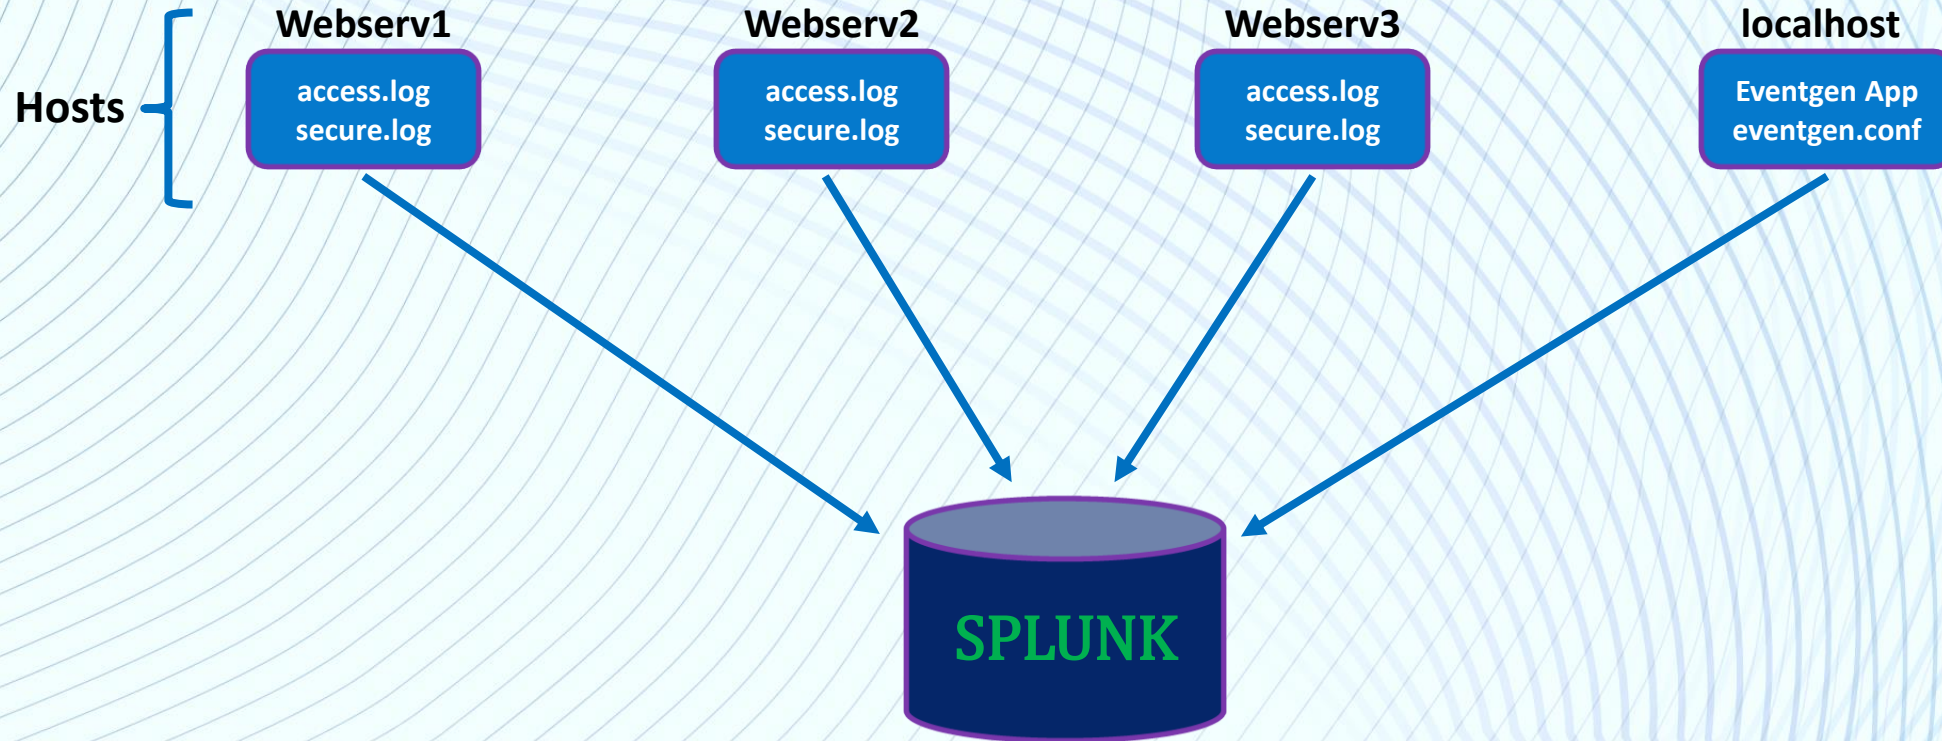 Webserv1
Webserv2
Webserv3
localhost
Hosts
access.log
secure.log
access.log
secure.log
access.log
secure.log
Eventgen App
eventgen.conf
SPLUNK